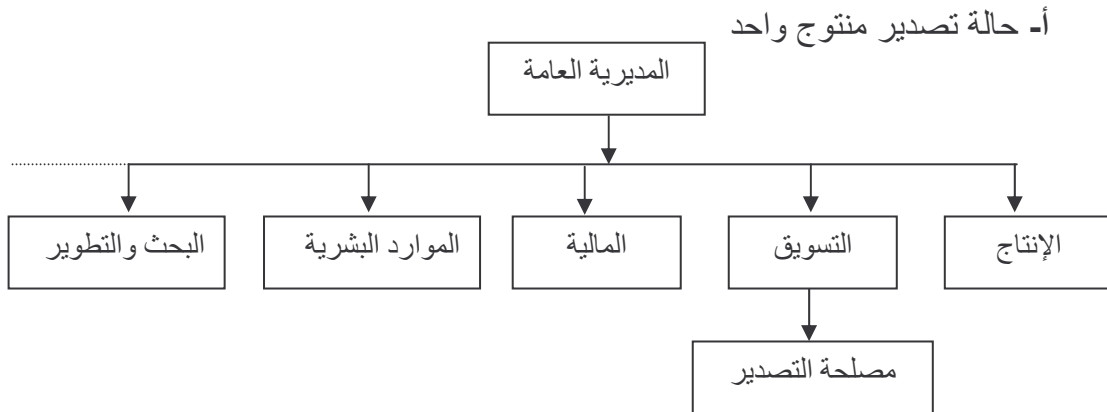 أ- حالة تصدير منتوج واحد
المديرية العامة
الإنتاج
التسويق
المالية
الموارد البشرية
البحث والتطوير
مصلحة التصدير